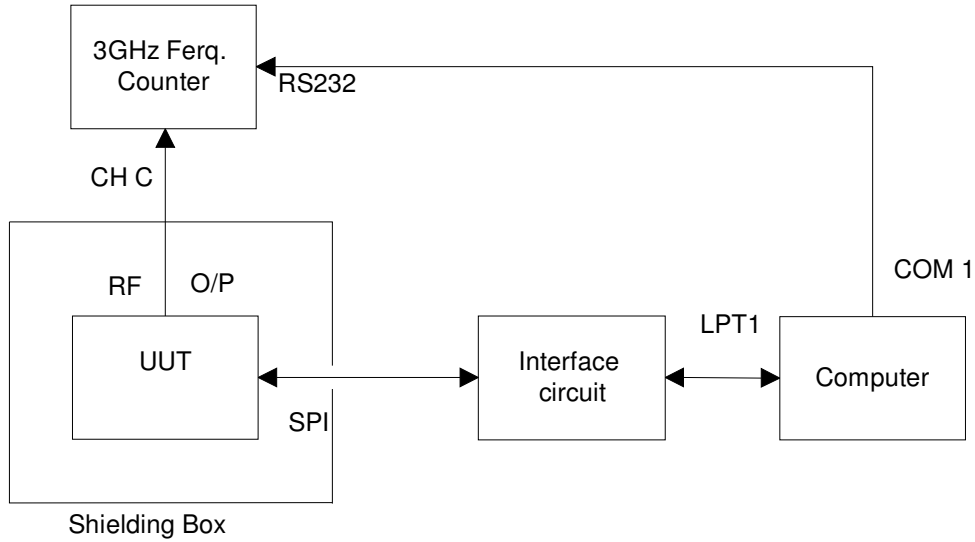 3GHz Ferq.
Counter
RS232
CH C
RF
O/P
COM 1
LPT1
UUT
Interface
circuit
Computer
SPI
Shielding Box